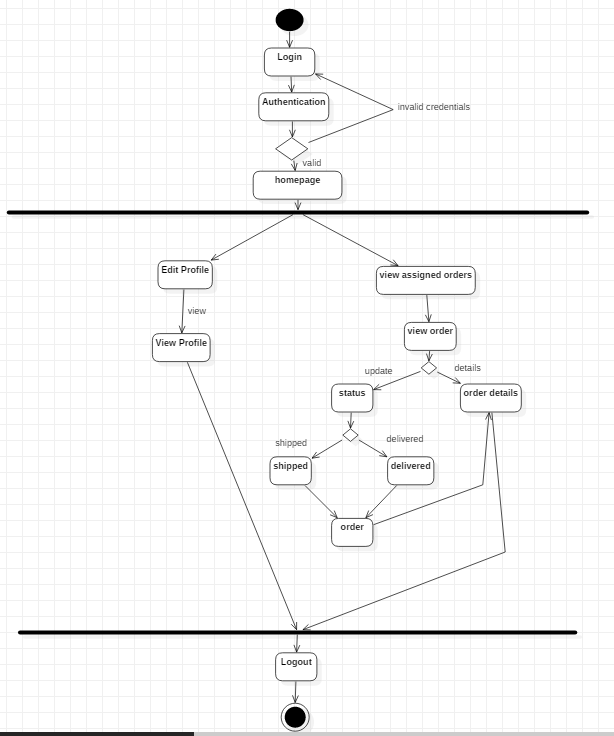 Login
Authentication
invalid credentials
valid
homepage
Edit Profile
view assigned orders
view
view order
View Profile
update
details
status
order details
shipped
delivered
shipped
delivered
order
Logout